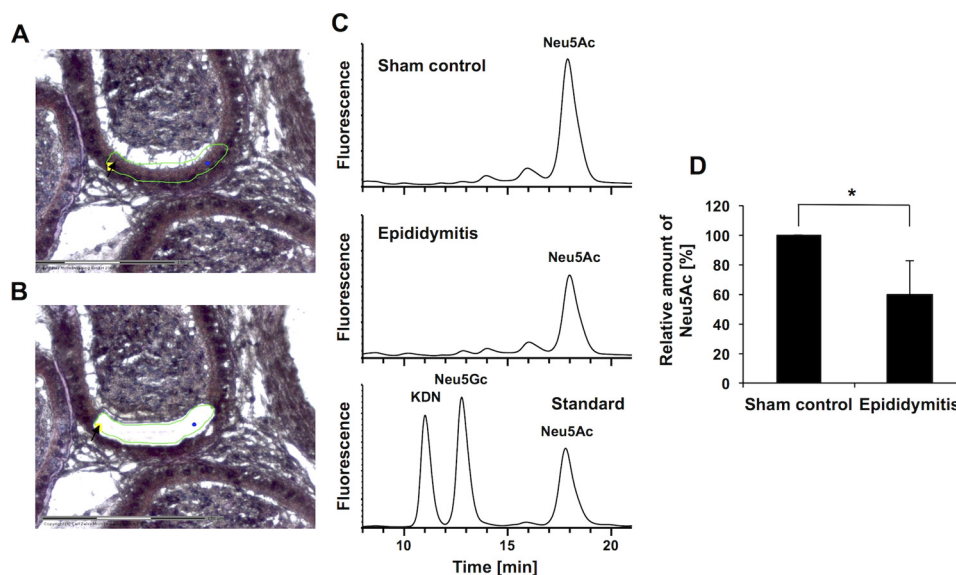 A
B
C
Fluorescence
Sham control
Neu5Ac
Fluorescence
Epididymitis
Neu5Ac
Fluorescence
KDN
Neu5Gc
Standard
Neu5Ac
10
15
20
Time [min]
D
Relative amount of
Neu5Ac [%]
120
100
80
60
40
20
0
*
Sham control
Epididymitis